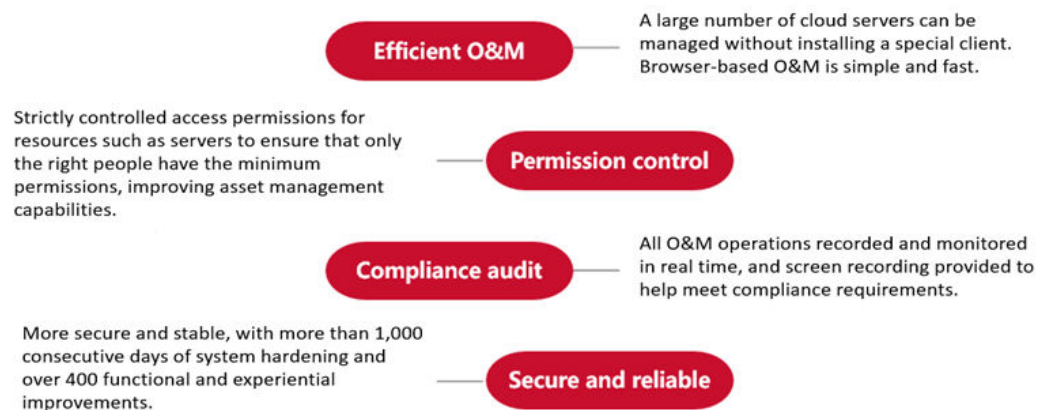 Efficient O&M
A large number of cloud servers can be
managed without installing a special client.
Browser-based O&M is simple and fast.
Strictly controlled access permissions for
resources such as servers to ensure that only
the right people have the minimum
permissions, improving asset management
capabilities.
Permission control
Compliance audit
All O&M operations recorded and monitored
in real time, and screen recording provided to
help meet compliance requirements.
More secure and stable, with more than 1,000
consecutive days of system hardening and
over 400 functional and experiential
improvements.
Secure and reliable